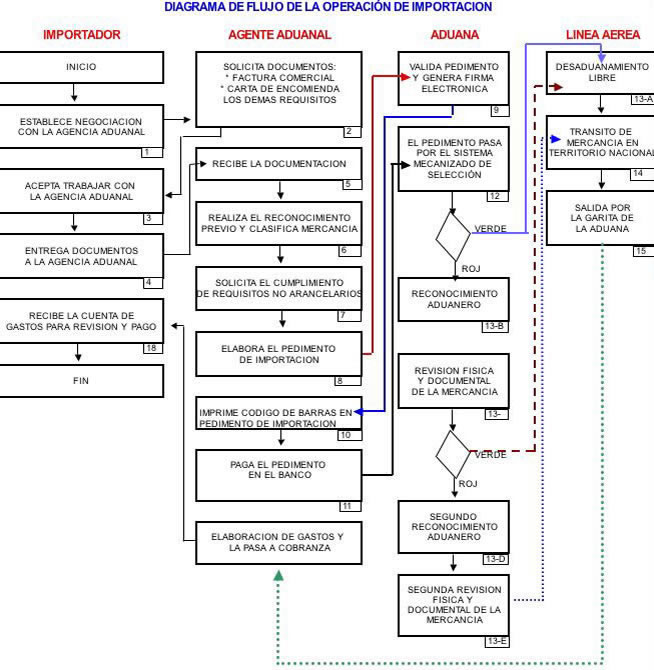 DIAGRAMA DE FLUJO DE LA OPERACIÓN DE IMPORTACION
IMPORTADOR
INICIO
ESTABLECE NEGOCIACION
CON LA AGENCIA ADUANAL
1
ACEPTA TRABAJAR CON
LA AGENCIA ADUANAL
3
ENTREGA DOCUMENTOS
A LA AGENCIA ADUANAL
4
RECIBE LA CUENTA DE
GASTOS PARA REVISION Y PAGO
18
FIN
AGENTE ADUANAL
SOLICITA DOCUMENTOS:
* FACTURA COMERCIAL
* CARTA DE ENCOMIENDA
LOS DEMAS REQUISITOS
2
RECIBE LA DOCUMENTACION
5
REALIZA EL RECONOCIMIENTO
PREVIO Y CLASIFICA MERCANCIA
6
SOLICITA EL CUMPLIMIENTO
DE REQUISITOS NO ARANCELARIOS
7
ELABORA EL PEDIMENTO
DE IMPORTACION
8
IMPRIME CODIGO DE BARRAS EN
PEDIMENTO DE IMPORTACION
10
PAGA EL PEDIMENTO
EN EL BANCO
11
ELABORACION DE GASTOS Y
LA PASA A COBRANZA
ADUANA
VALIDA PEDIMENTO
Y GENERA FIRMA
ELECTRONICA
9
EL PEDIMENTO PASA
POR EL SISTEMA
MECANIZADO DE
SELECCIÓN
12
VERDE
ROJ
RECONOCIMIENTO
ADUANERO
13-B
REVISION FISICA
Y DOCUMENTAL
DE LA MERCANCIA
13-
VERDE
ROJ
SEGUNDO
RECONOCIMIENTO
ADUANERO
13-D
SEGUNDA REVISION
FISICA Y
DOCUMENTAL DE LA
MERCANCIA
13-E
LINEA AEREA
DESADUANAMIENTO
LIBRE
13-A
TRANSITO DE
MERCANCIA EN
TERRITORIO NACIONAL
14
SALIDA POR
LA GARITA DE
LA ADUANA
15